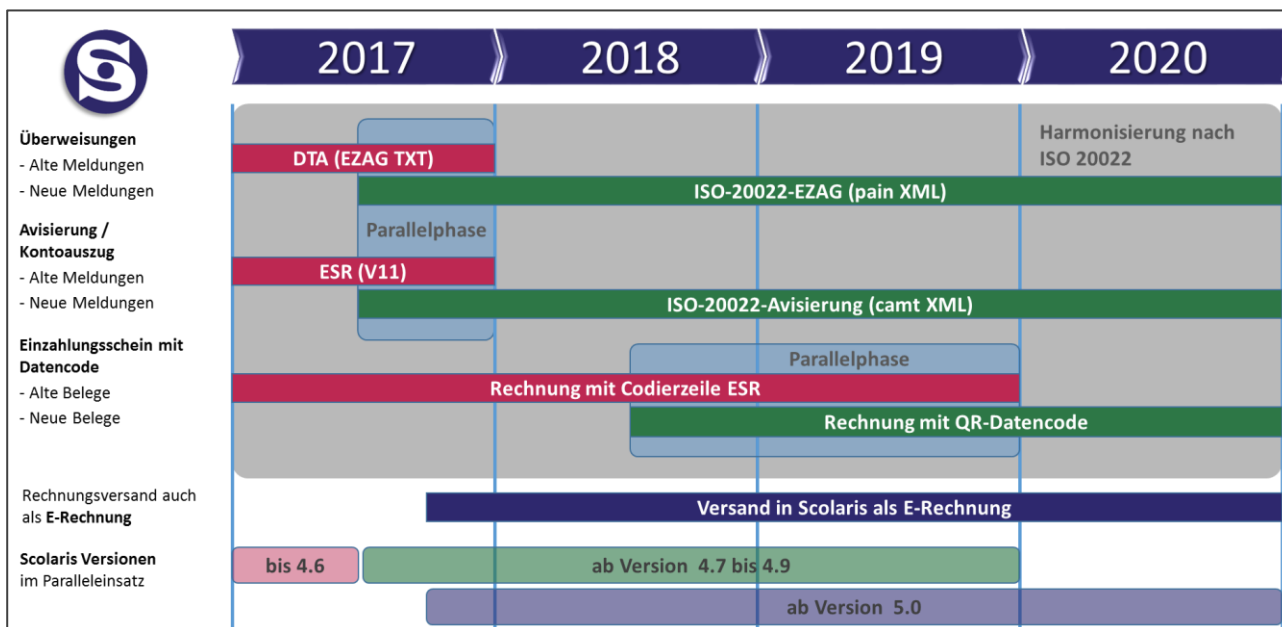 2017
2018
2019
2020
Überweisungen
- Alte Meldungen
- Neue Meldungen
DTA (EZAG TXT)
Harmonisierung nach
ISO 20022
ISO-20022-EZAG (pain XML)
Avisierung /
Kontoauszug
- Alte Meldungen
- Neue Meldungen
Parallelphase
ESR (V11)
ISO-20022-Avisierung (camt XML)
Einzahlungsschein mit
Datencode
- Alte Belege
- Neue Belege
Parallelphase
Rechnung mit Codierzeile ESR
Rechnung mit QR-Datencode
Rechnungsversand auch
als E-Rechnung
Versand in Scolaris als E-Rechnung
Scolaris Versionen
im Paralleleinsatz
bis 4.6
ab Version 4.7 bis 4.9
ab Version 5.0